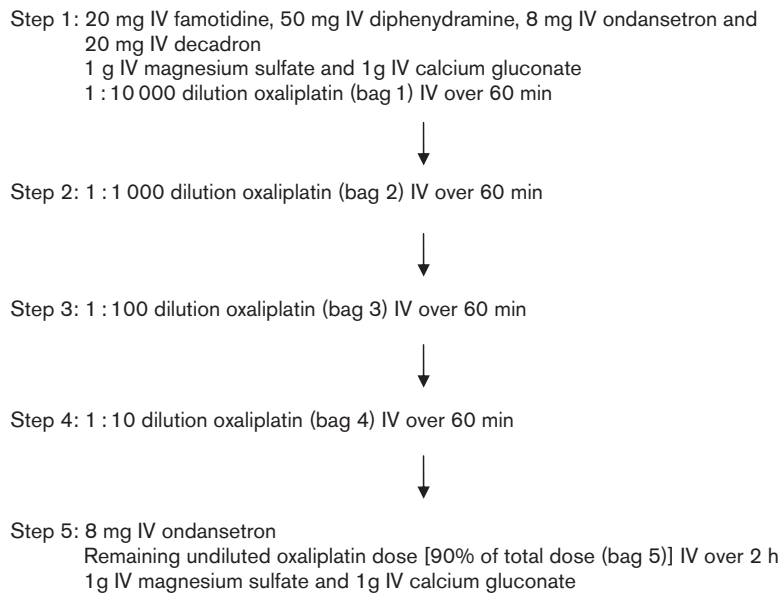 Step 1: 20 mg IV famotidine, 50 mg IV diphenydramine, 8 mg IV ondansetron and
20 mg IV decadron
1 g IV magnesium sulfate and 1g IV calcium gluconate
1 : 10 000 dilution oxaliplatin (bag 1) IV over 60 min
Step 2: 1 : 1 000 dilution oxaliplatin (bag 2) IV over 60 min
Step 3: 1 : 100 dilution oxaliplatin (bag 3) IV over 60 min
Step 4: 1 : 10 dilution oxaliplatin (bag 4) IV over 60 min
Step 5: 8 mg IV ondansetron
Remaining undiluted oxaliplatin dose [90% of total dose (bag 5)] IV over 2 h
1g IV magnesium sulfate and 1g IV calcium gluconate